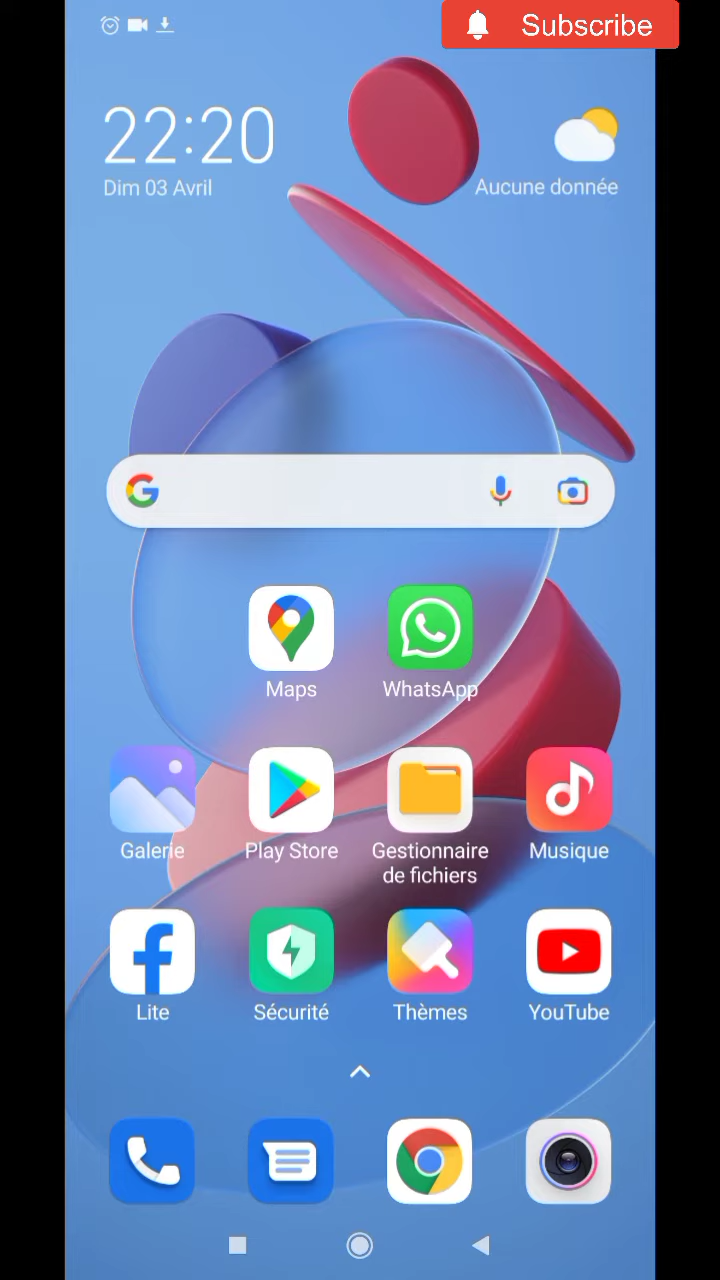 Subscribe
22:20
Dim 03 Avril
Aucune donnée
Maps
WhatsApp
Galerie
Play Store
Gestionnaire
de fichiers
Musique
Lite
Sécurité
Thèmes
YouTube